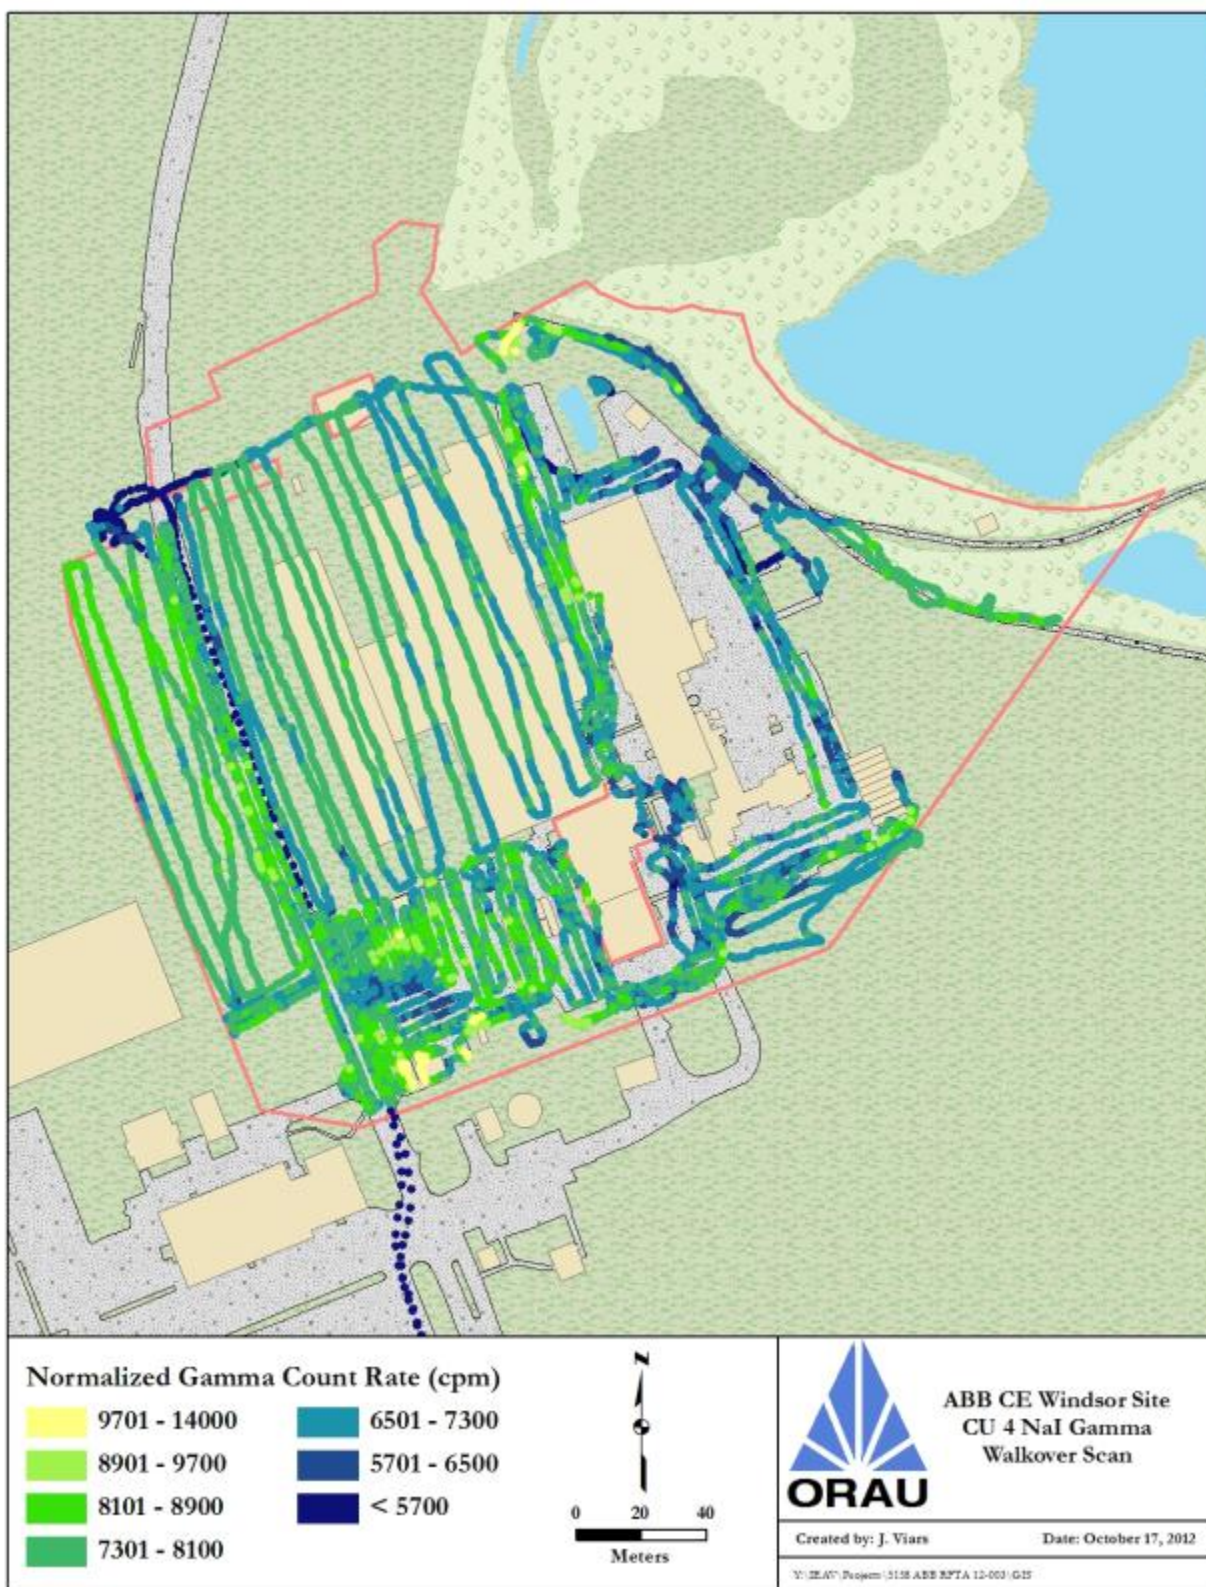 Normalized Gamma Count Rate (cpm)
9701 - 14000
8901 - 9700
8101 - 8900
7301 - 8100
6501 - 7300
5701 - 6500
< 5700
N
0 20 40
Meters
ORAU
ABB CE Windsor Site
CU 4 NaI Gamma
Walkover Scan
Created by: J. Viars Date: October 17, 2012